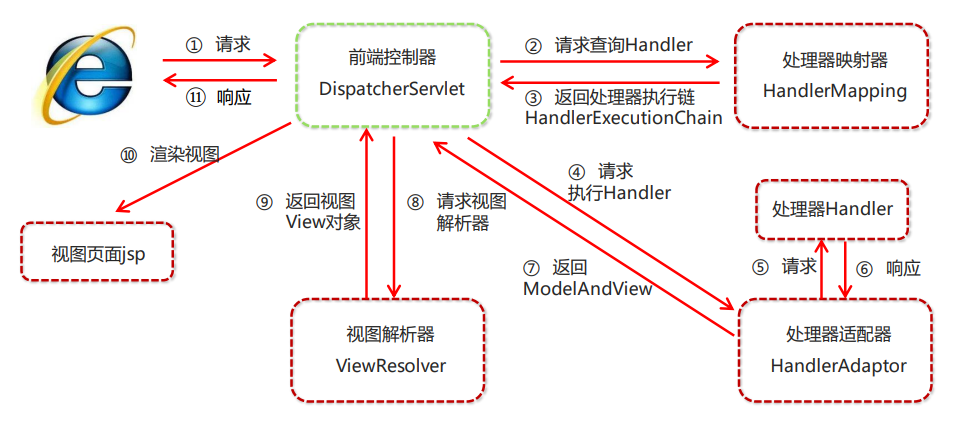 ① 请求
⑪ 响应
前端控制器
DispatcherServlet
② 请求查询Handler
③ 返回处理器执行链
HandlerExecutionChain
处理器映射器
HandlerMapping
⑩ 渲染视图
⑨ 返回视图
View对象
⑧ 请求视图
解析器
④ 请求
执行Handler
处理器Handler
视图页面jsp
⑦ 返回
ModelAndView
⑤ 请求
⑥ 响应
视图解析器
ViewResolver
处理器适配器
HandlerAdaptor